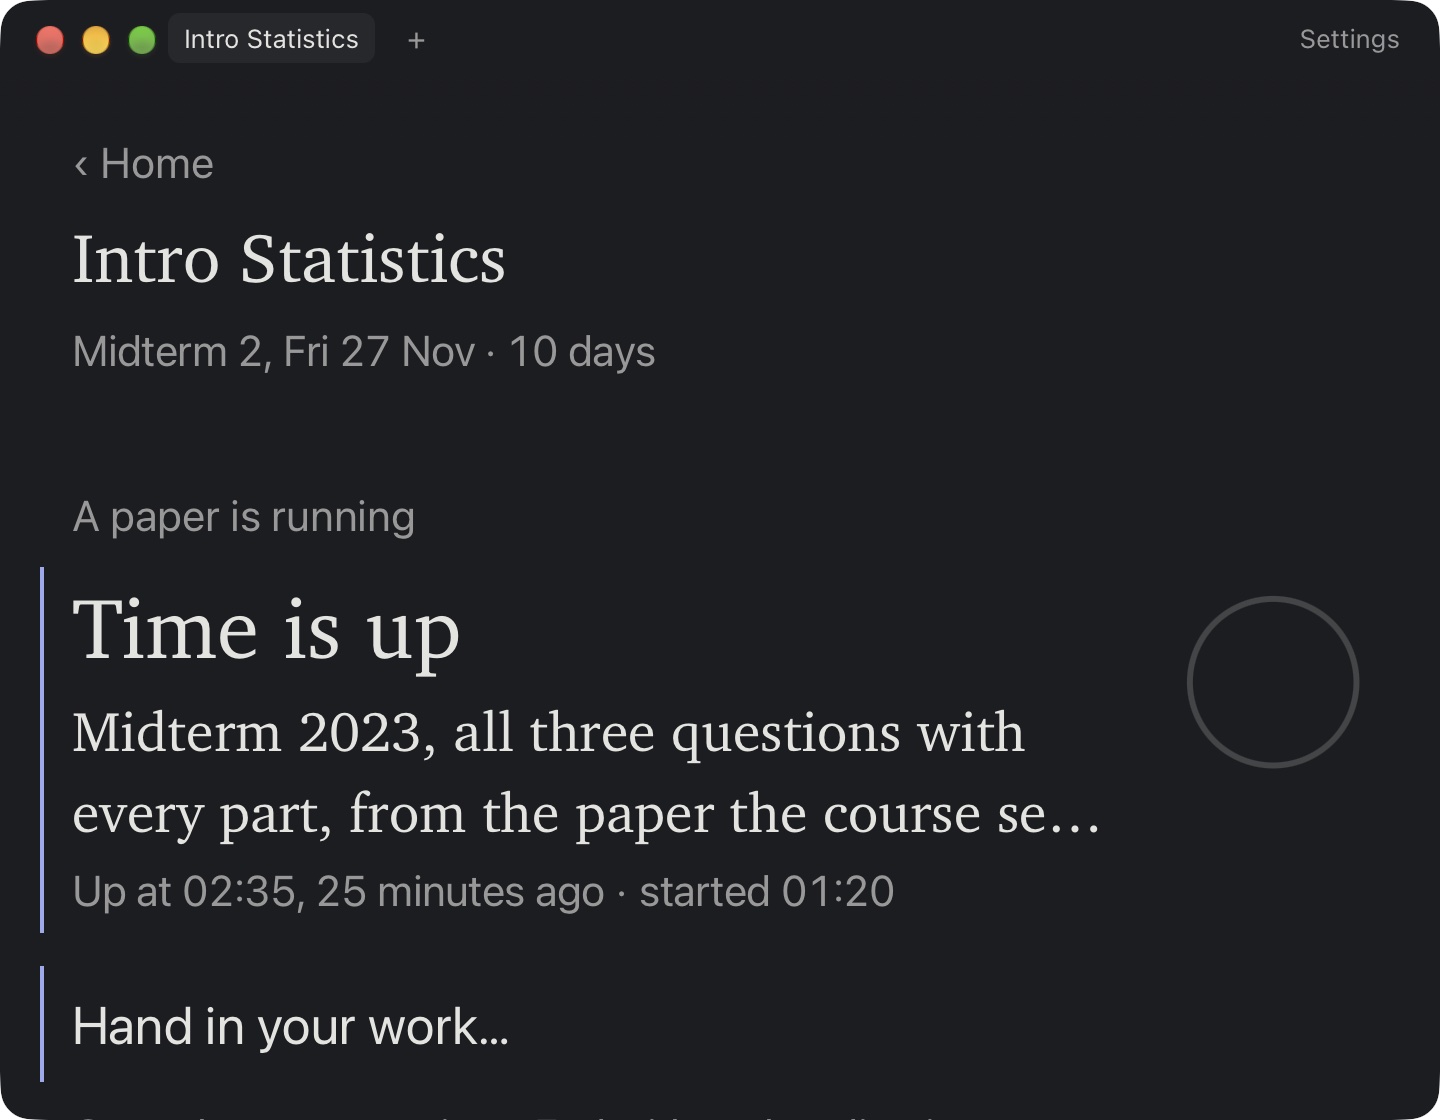 Intro Statistics
+
Settings
‹ Home
Intro Statistics
Midterm 2, Fri 27 Nov · 10 days
A paper is running
Time is up
Midterm 2023, all three questions with
every part, from the paper the course se…
Up at 02:35, 25 minutes ago · started 01:20
Hand in your work…